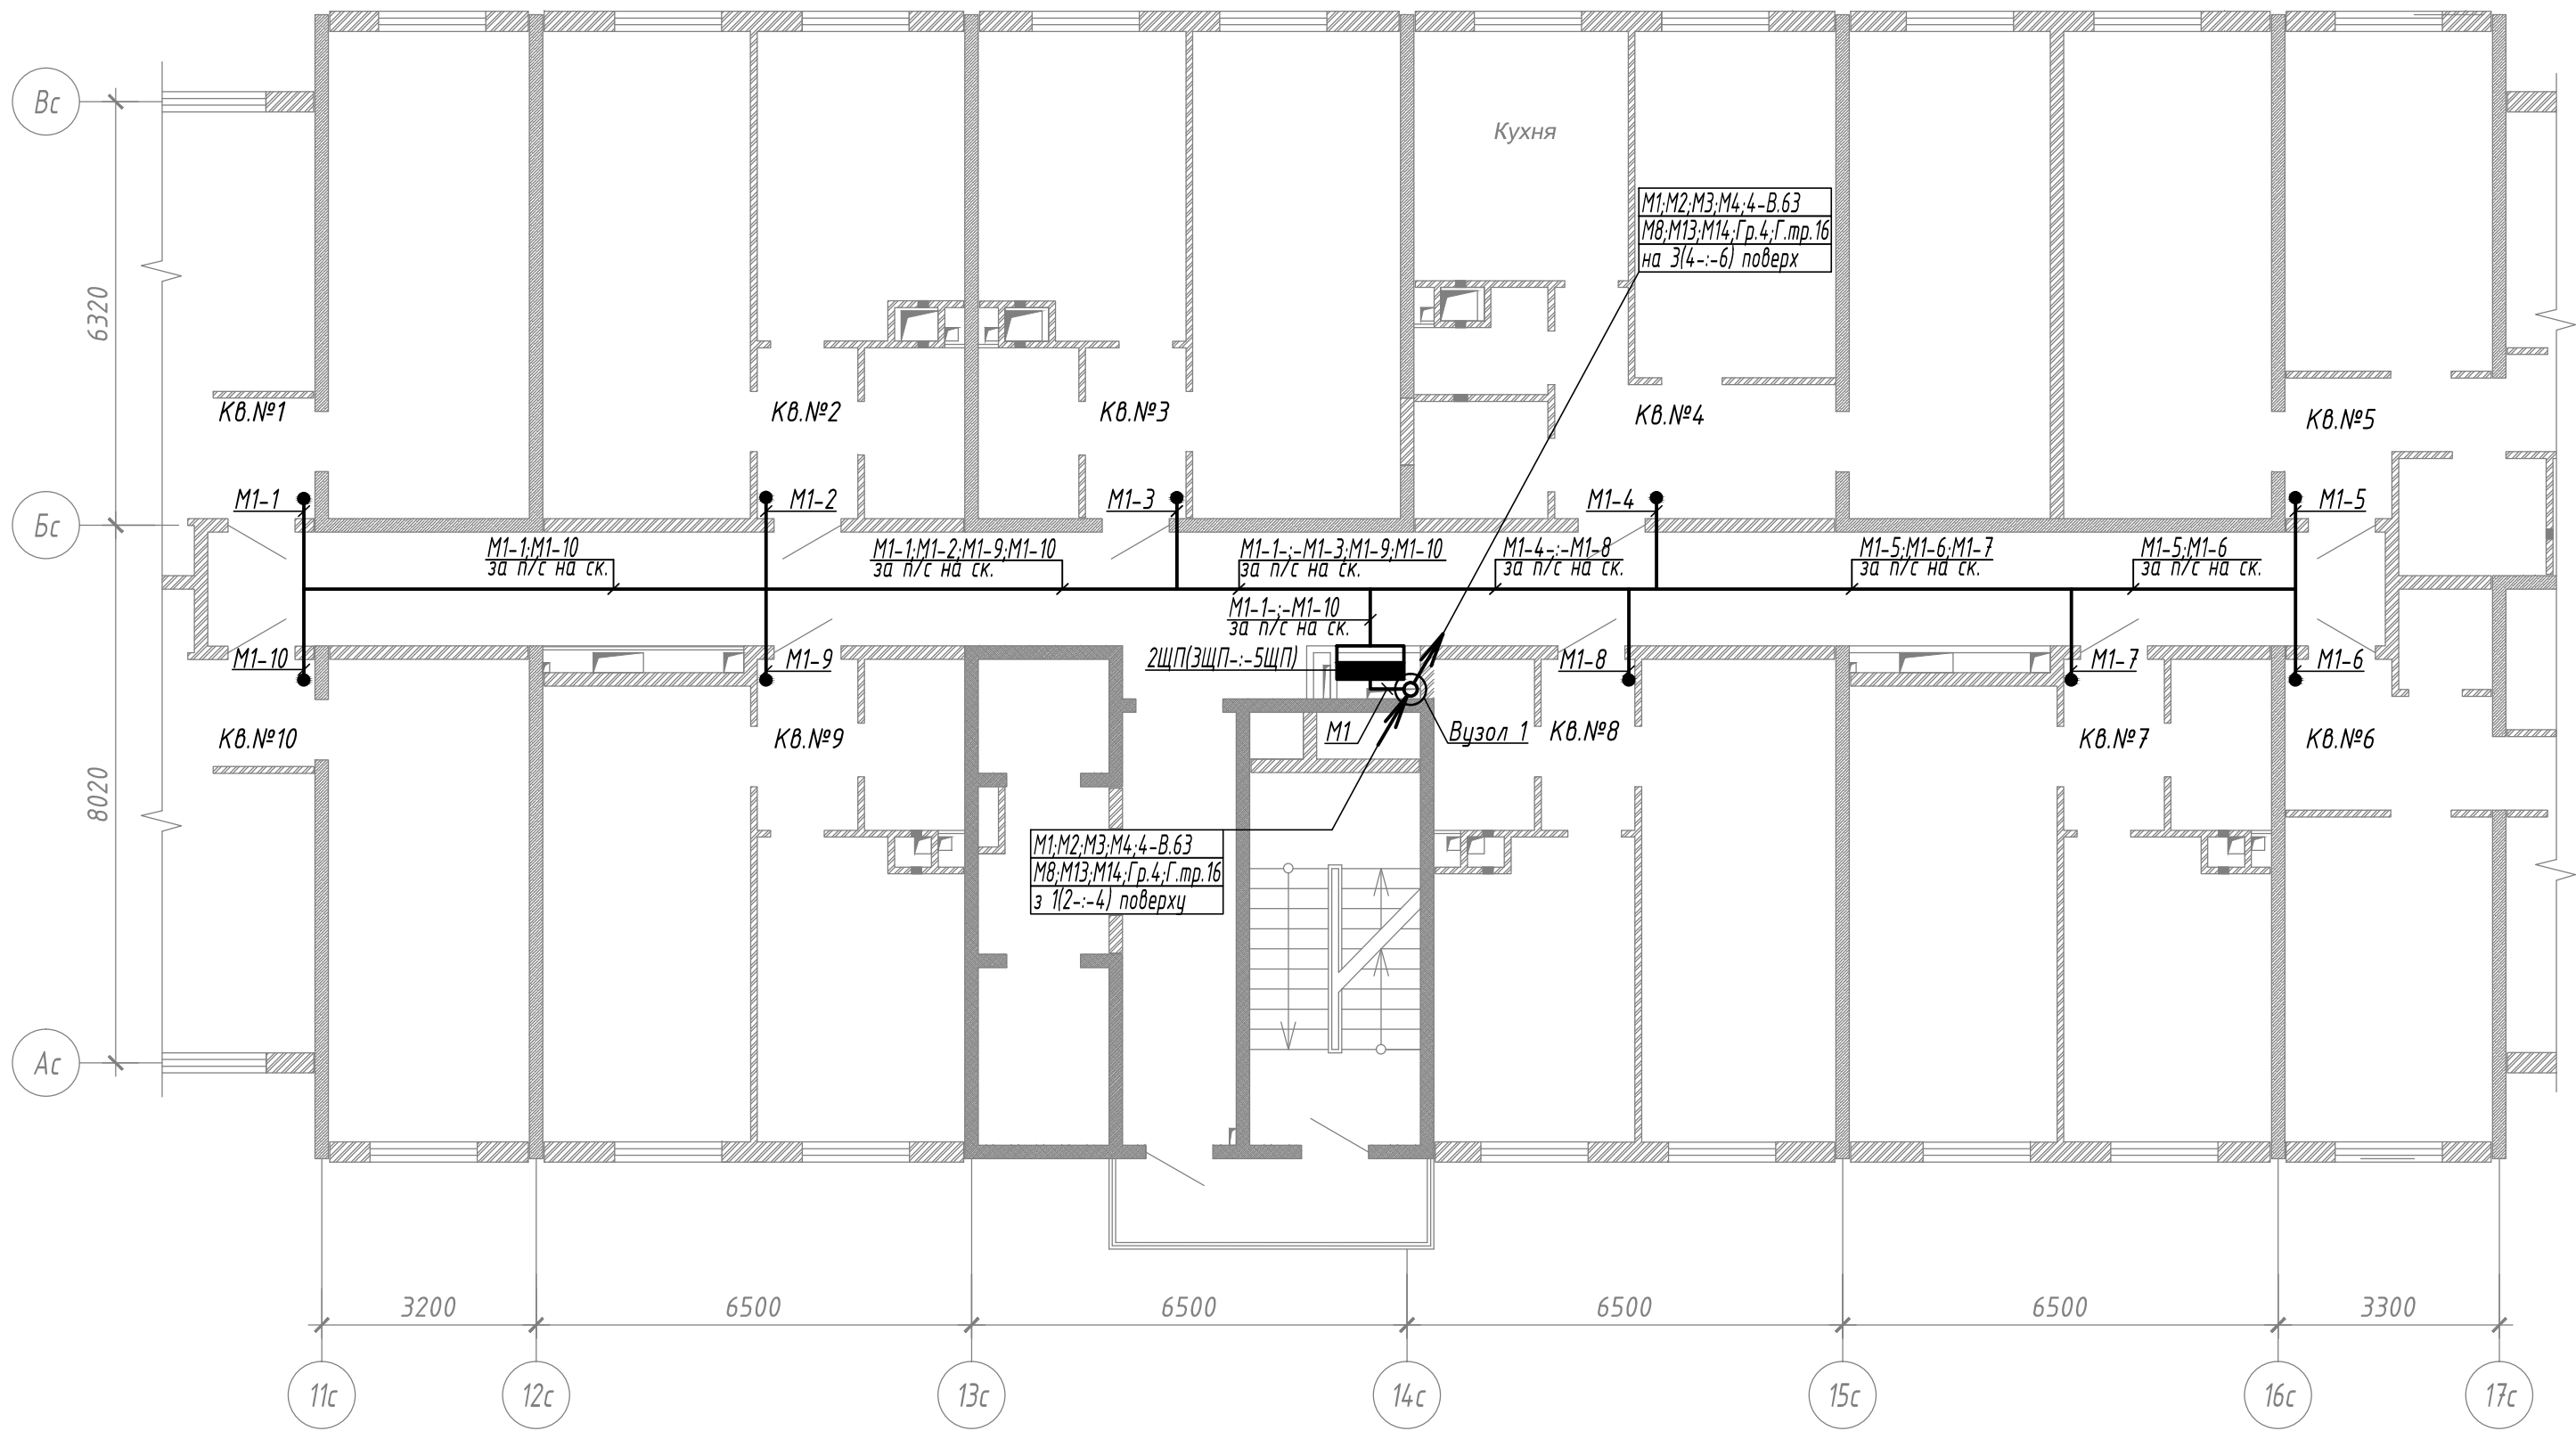 Вс
Кухня
М1;М2;М3;М4;4-В.63
М8;М13;М14;Гр.4;Г.тр.16
на 3(4-:-6) поверх
6320
Кв.№1
Кв.№2
Кв.№3
Кв.№4
Кв.№5
М1-1
М1-2
М1-3
М1-4
М1-5
Бс
М1-1;М1-10
за п/с на ск.
М1-1;М1-2;М1-9;М1-10
за п/с на ск.
М1-1-;-М1-3;М1-9;М1-10
за п/с на ск.
М1-4-:-М1-8
за п/с на ск.
М1-5;М1-6;М1-7
за п/с на ск.
М1-5;М1-6
за п/с на ск.
М1-1-;-М1-10
за п/с на ск.
М1-10
М1-9
2ЩП(3ЩП-:-5ЩП)
М1-8
М1-7
М1-6
Кв.№10
Кв.№9
М1
Вузол 1
Кв.№8
Кв.№7
Кв.№6
8020
М1;М2;М3;М4;4-В.63
М8;М13;М14;Гр.4;Г.тр.16
з 1(2-:-4) поверху
Ас
3200
6500
6500
6500
6500
3300
11с
12с
13с
14с
15с
16с
17с